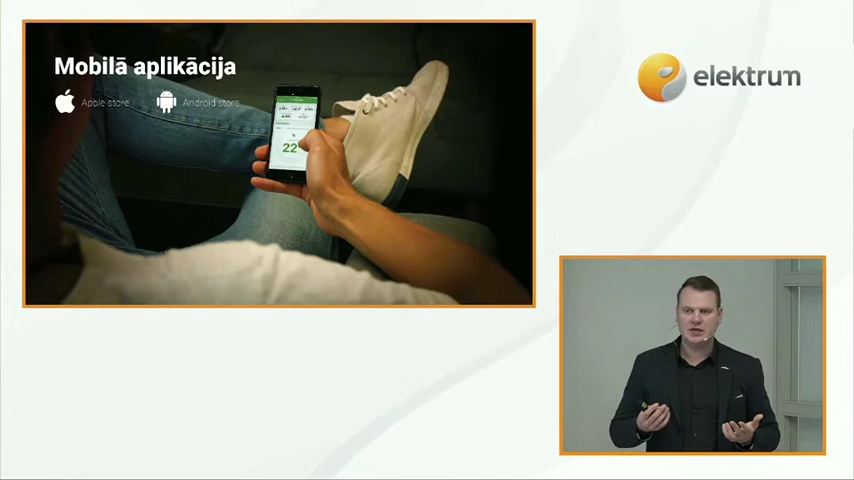 Mobilā aplikācija
Apple store
Android store
elektrum
22°